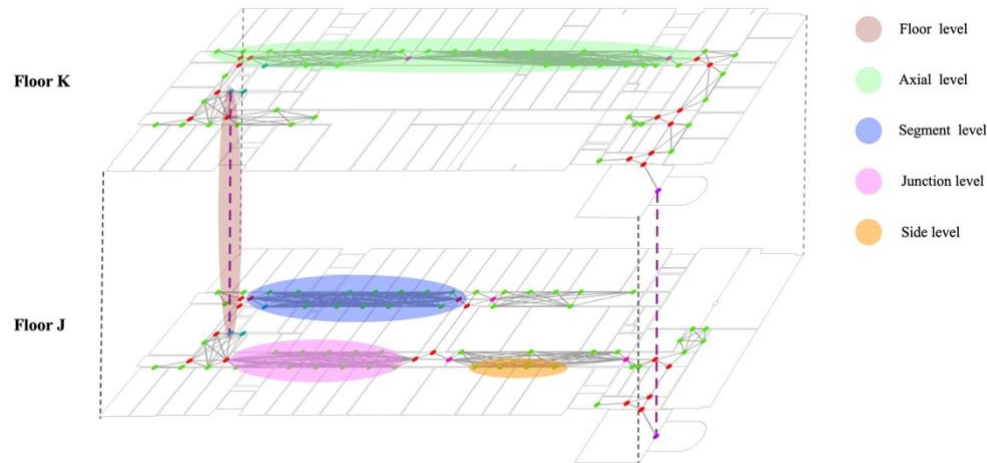 Floor K
Floor J
Floor level
Axial level
Segment level
Junction level
Side level